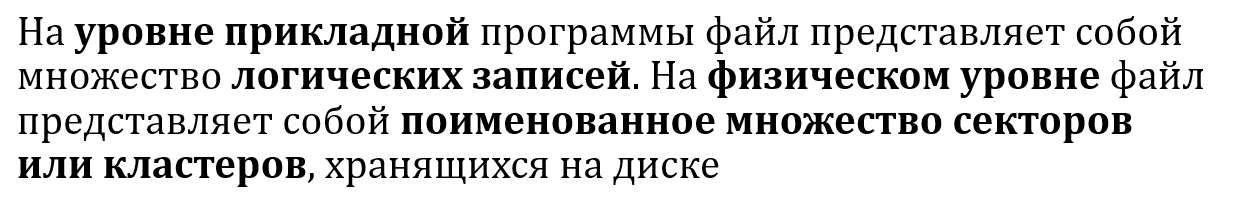 На уровне прикладной программы файл представляет собой
множество логических записей. На физическом уровне файл
представляет собой поименованное множество секторов
или кластеров, хранящихся на диске